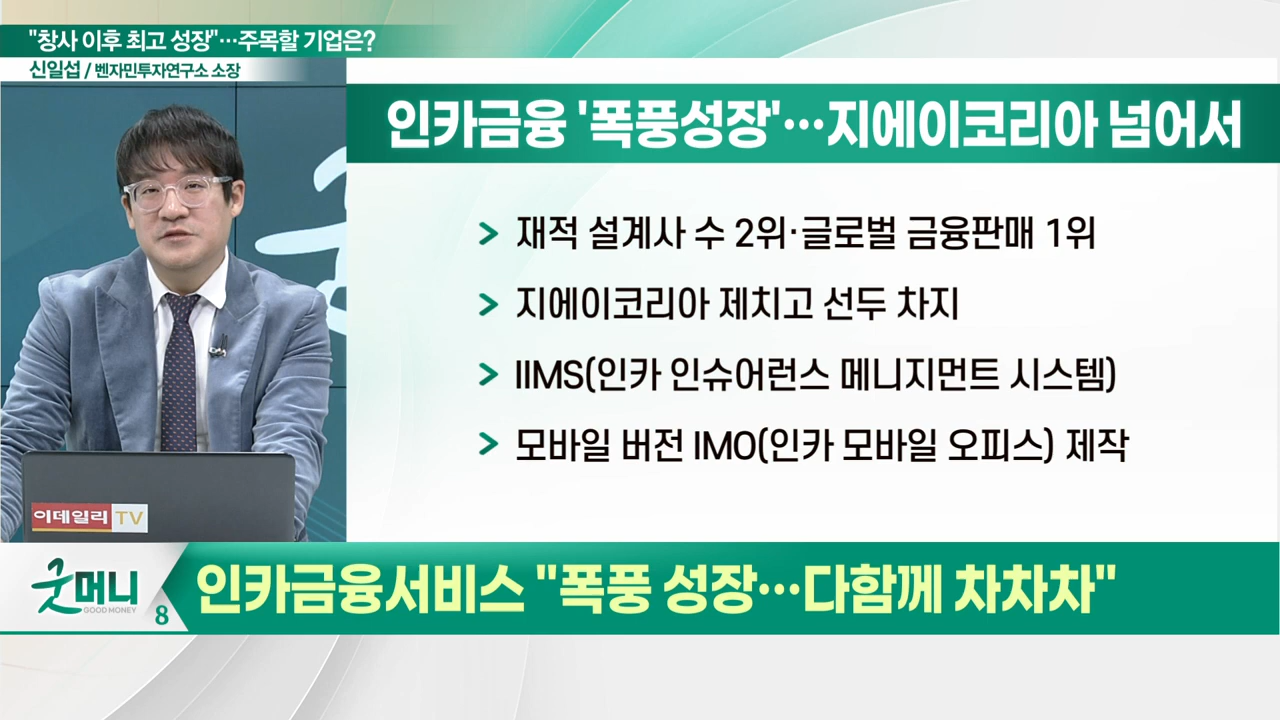 "창사 이후 최고 성장"…주목할 기업은?
신일섭 / 벤자민투자연구소 소장
인카금융 '폭풍성장'…지에이코리아 넘어서
> 재적 설계사 수 2위·글로벌 금융판매 1위
> 지에이코리아 제치고 선두 차지
> IIMS(인카 인슈어런스 메니지먼트 시스템)
> 모바일 버전 IMO(인카 모바일 오피스) 제작
이데일리 TV
굿머니
GOOD MONEY
8
인카금융서비스 "폭풍 성장…다함께 차차차"